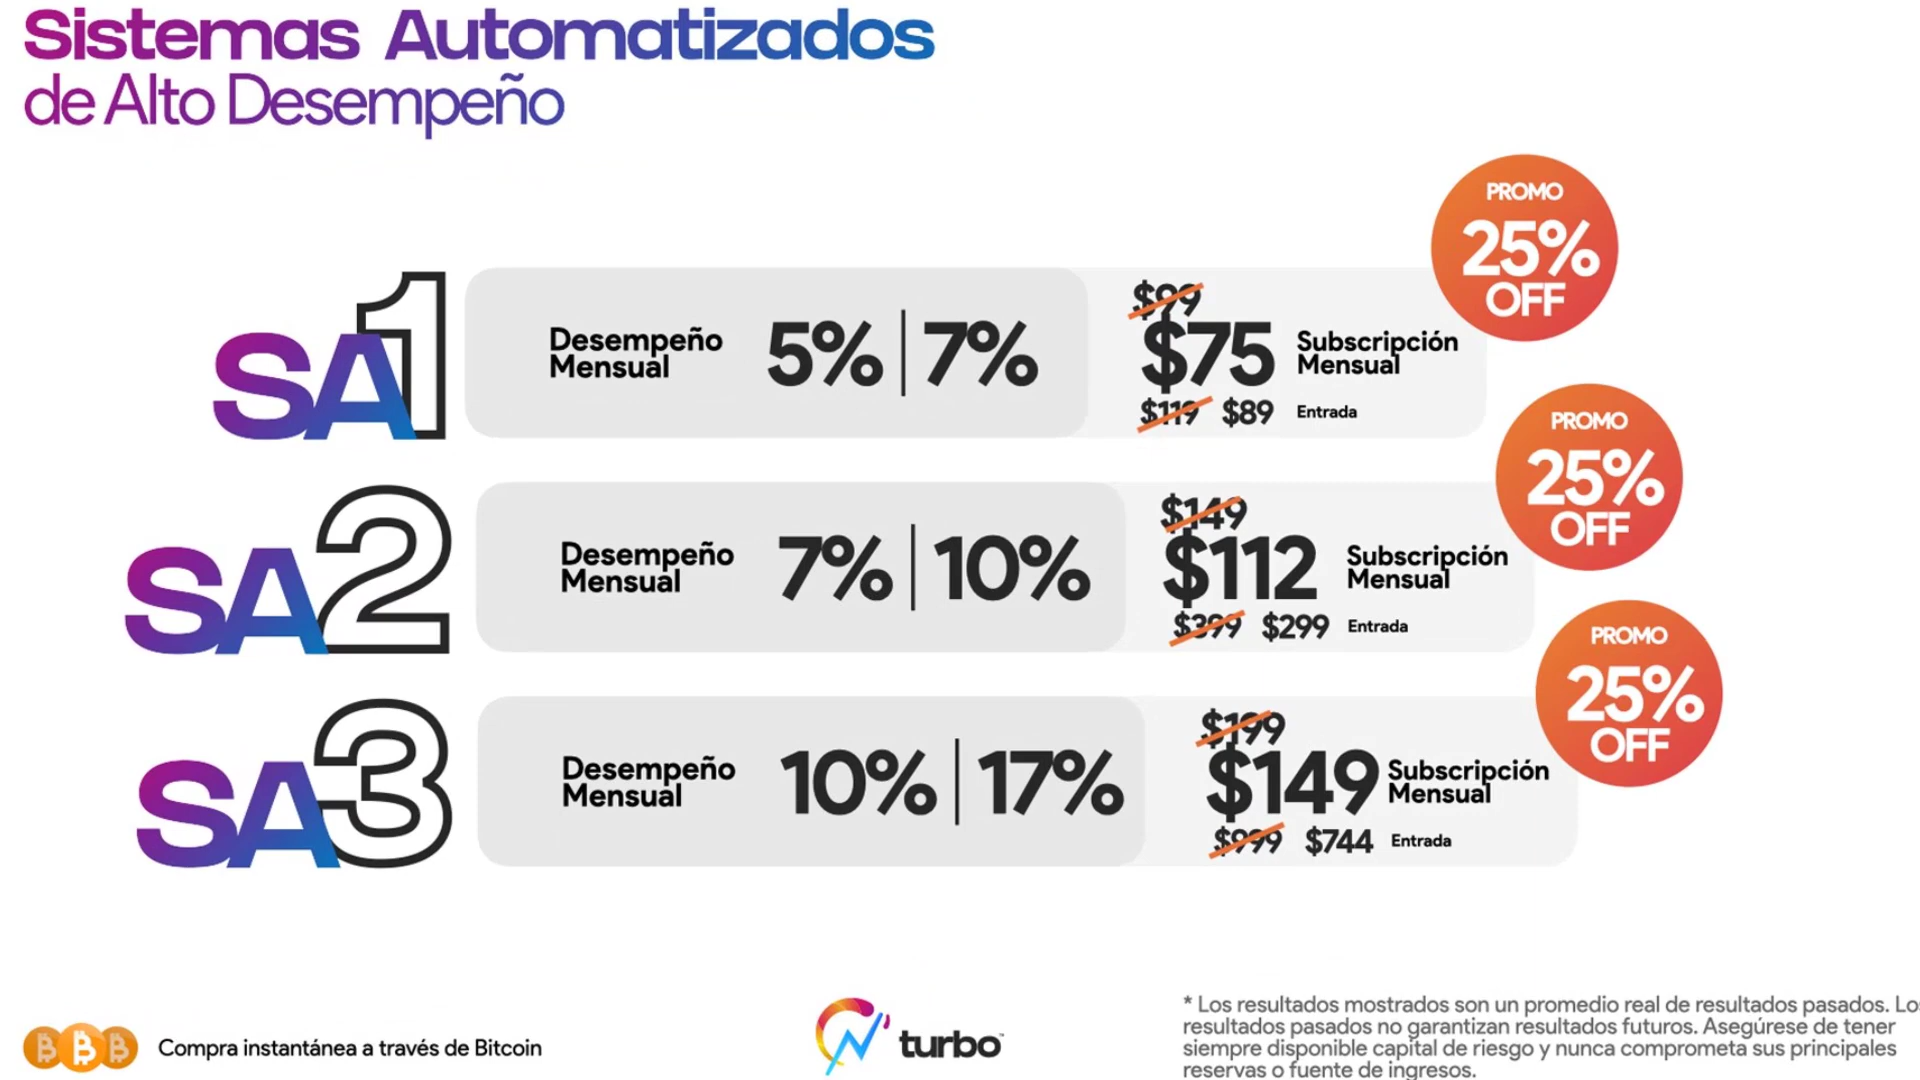 Sistemas Automatizados
de Alto Desempeño
PROMO
25%
OFF
SA1
Desempeño
Mensual
5% | 7%
$99
$75
Subscripción
Mensual
$119 $89 Entrada
PROMO
25%
OFF
SA2
Desempeño
Mensual
7% | 10%
$149
$112
Subscripción
Mensual
$399 $299 Entrada
PROMO
25%
OFF
SA3
Desempeño
Mensual
10% | 17%
$199
$149
Subscripción
Mensual
$999 $744 Entrada
B B B
Compra instantánea a través de Bitcoin
turbo™
* Los resultados mostrados son un promedio real de resultados pasados. Lo
resultados pasados no garantizan resultados futuros. Asegúrese de tener
siempre disponible capital de riesgo y nunca comprometa sus principales
reservas o fuente de ingresos.